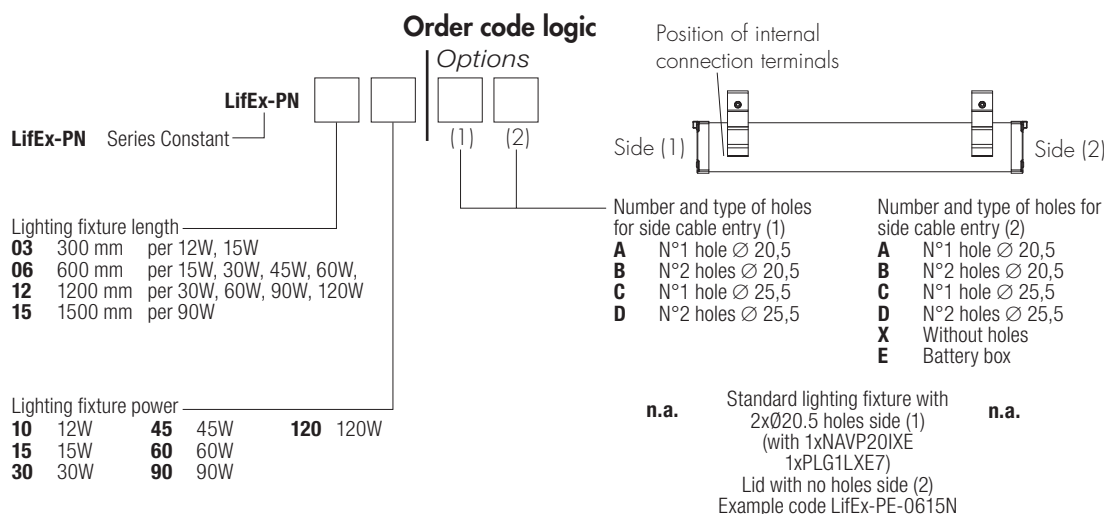 Order code logic
Options
LifEx-PN
(1) (2)
LifEx-PN Series Constant
Position of internal
connection terminals
Side (1)
Side (2)
Lighting fixture length
03 300 mm per 12W, 15W
06 600 mm per 15W, 30W, 45W, 60W,
12 1200 mm per 30W, 60W, 90W, 120W
15 1500 mm per 90W
Lighting fixture power
10 12W 45 45W 120 120W
15 15W 60 60W
30 30W 90 90W
Number and type of holes
for side cable entry (1)
A N°1 hole ∅ 20,5
B N°2 holes ∅ 20,5
C N°1 hole ∅ 25,5
D N°2 holes ∅ 25,5
Number and type of holes for
side cable entry (2)
A N°1 hole ∅ 20,5
B N°2 holes ∅ 20,5
C N°1 hole ∅ 25,5
D N°2 holes ∅ 25,5
X Without holes
E Battery box
n.a.
Standard lighting fixture with
2xØ20.5 holes side (1)
(with 1xNAVP20IXE
1xPLG1LXE7)
Lid with no holes side (2)
Example code LifEx-PE-0615N
n.a.